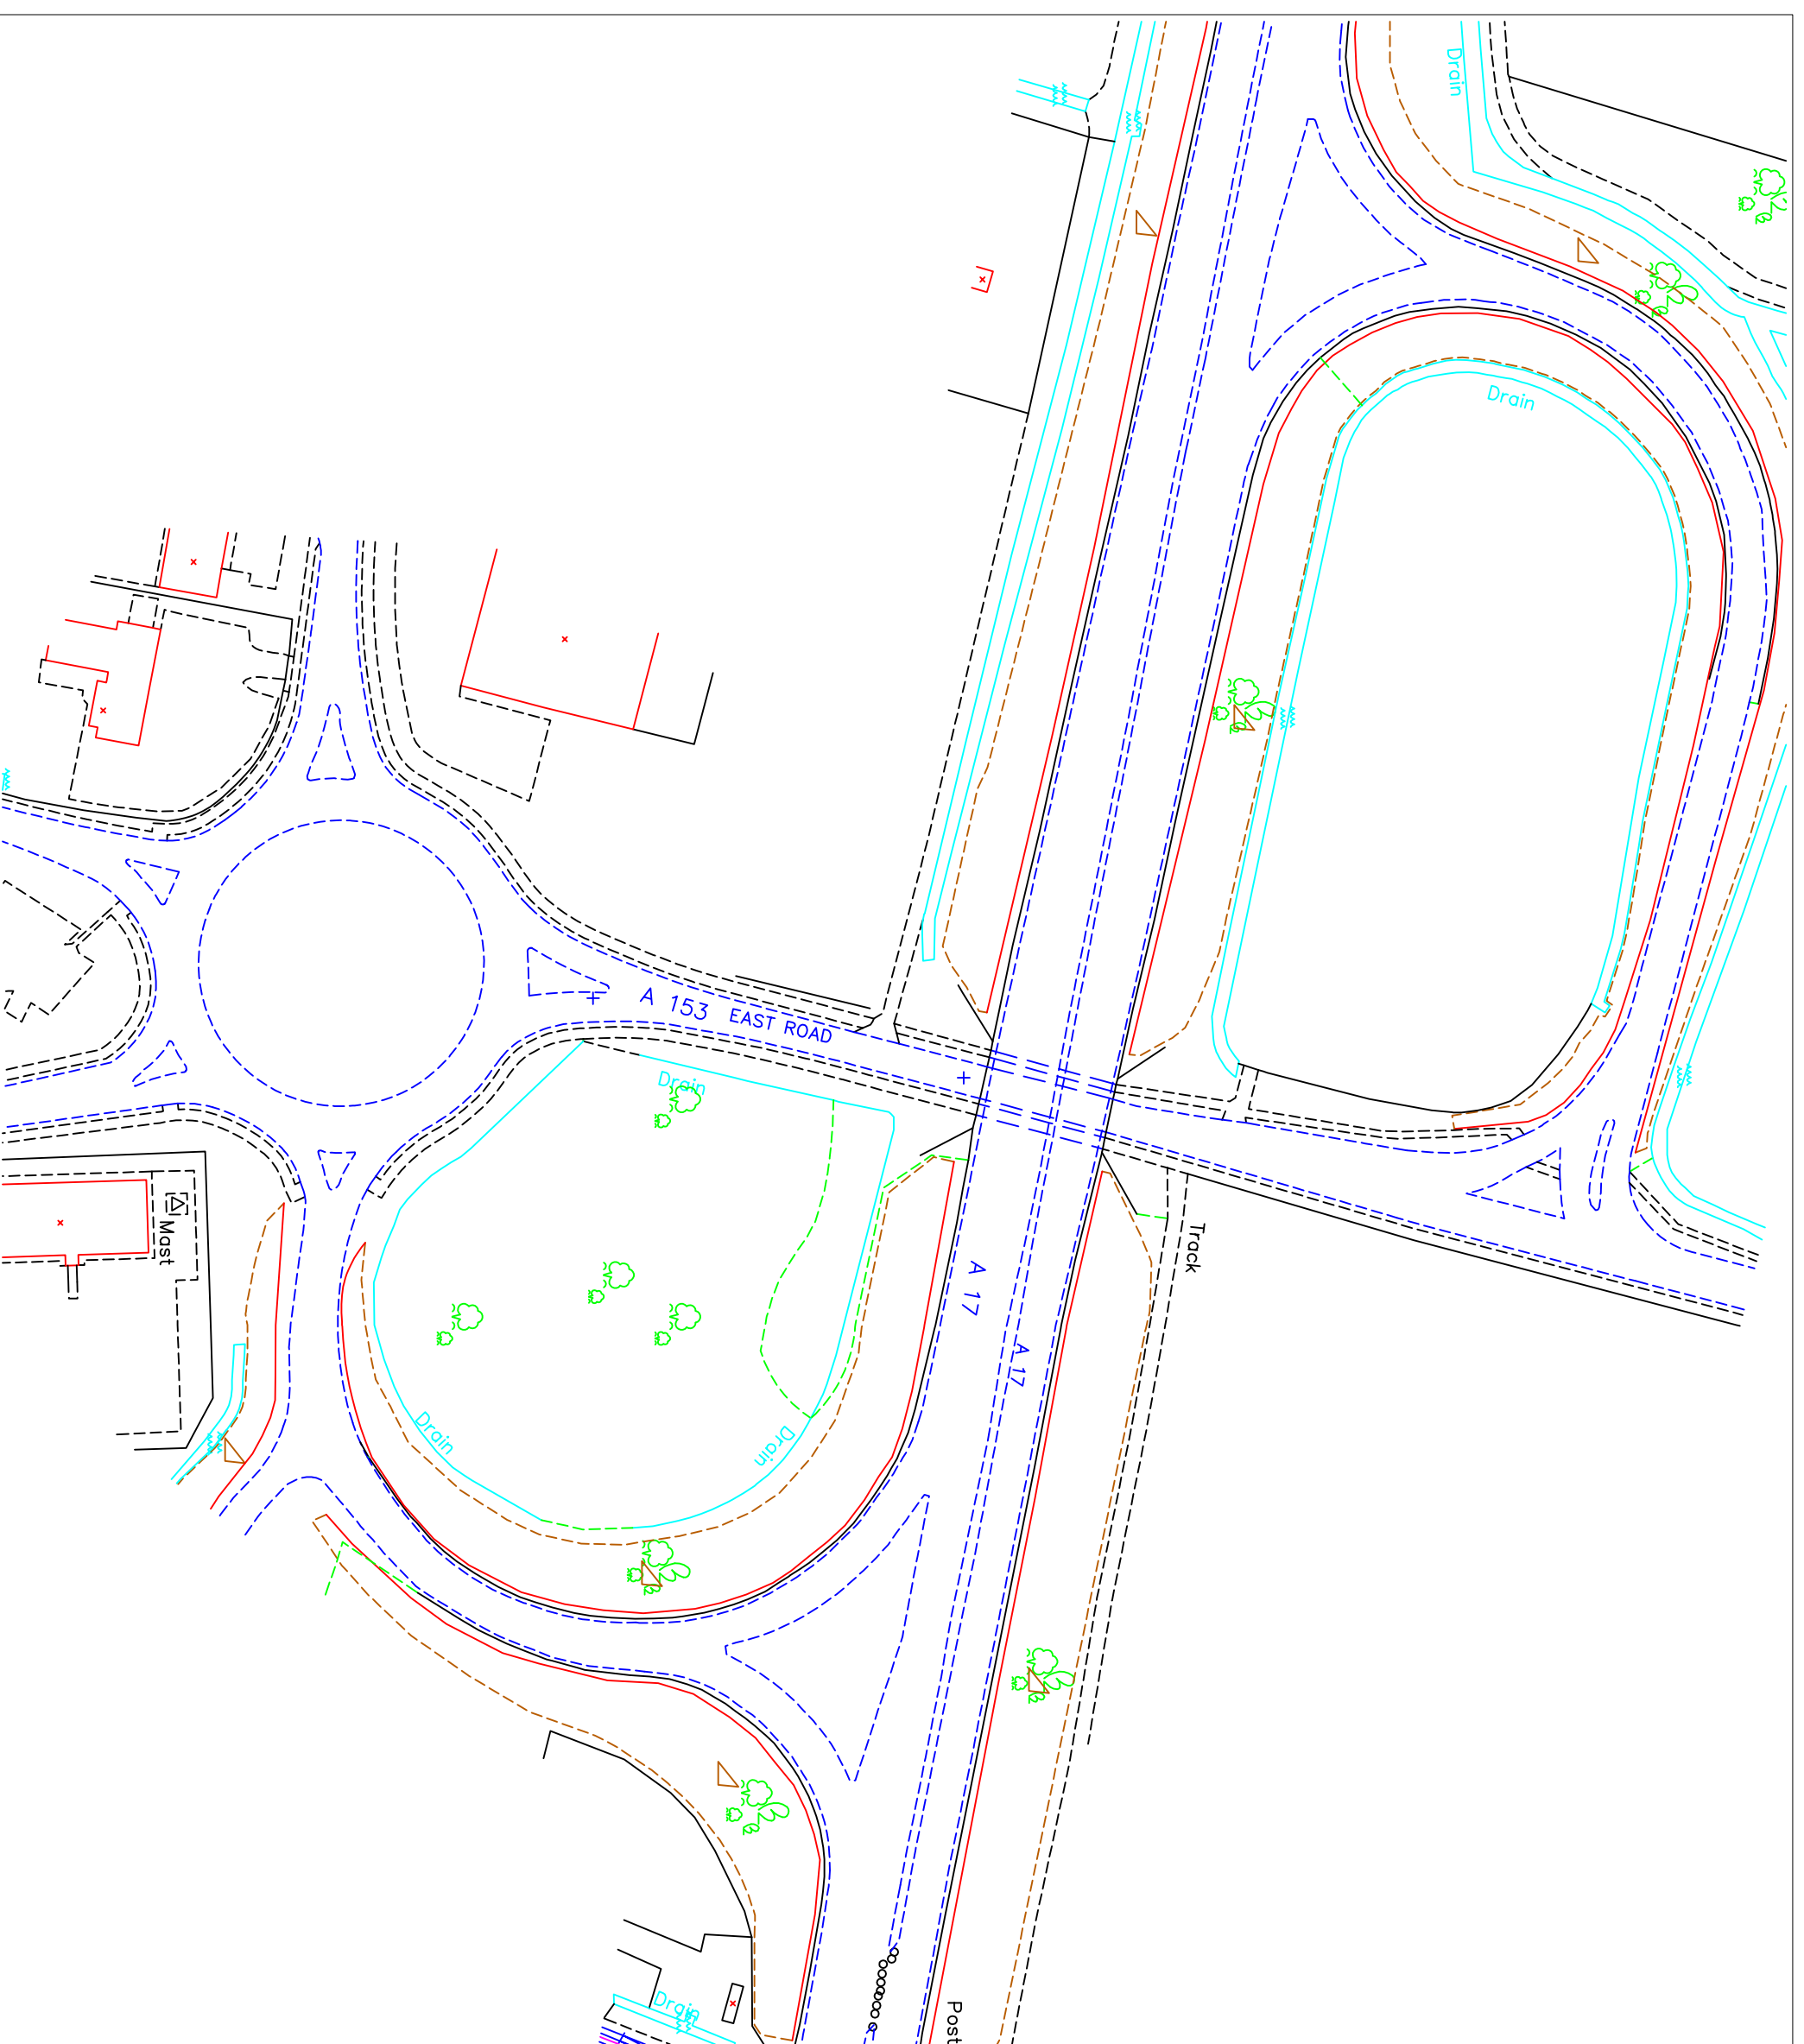 Drain
Drain
A 153 EAST ROAD
Drain
Track
Mast
A 17
A 17
Drain
Drain
Drain
Post